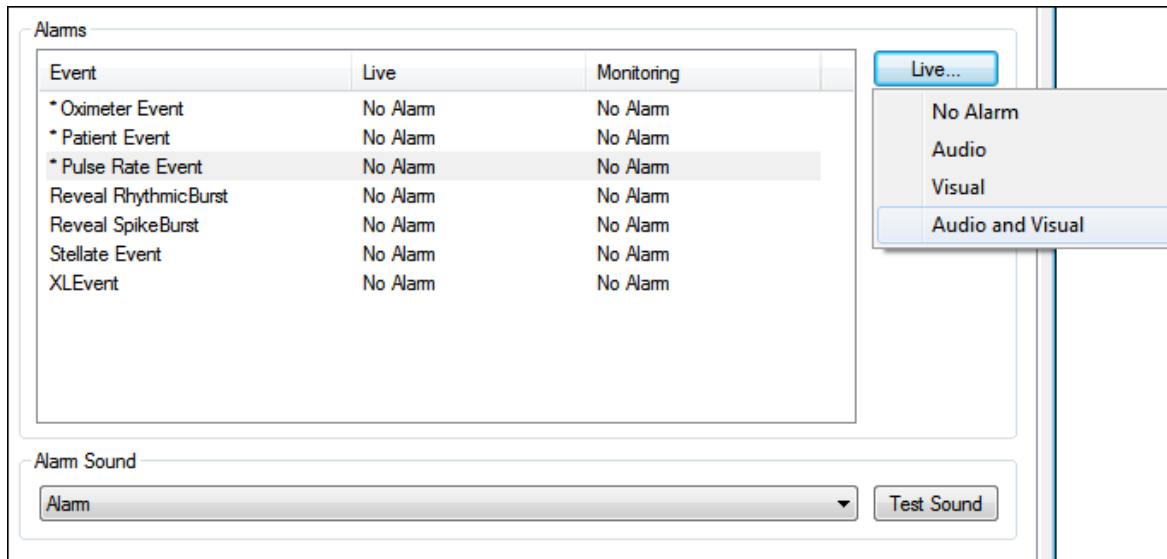 Alarms
Event Live Monitoring
* Oximeter Event No Alarm No Alarm
* Patient Event No Alarm No Alarm
* Pulse Rate Event No Alarm No Alarm
Reveal RhythmicBurst No Alarm No Alarm
Reveal SpikeBurst No Alarm No Alarm
Stellate Event No Alarm No Alarm
XLEvent No Alarm No Alarm
Live...
No Alarm
Audio
Visual
Audio and Visual
Alarm Sound
Alarm
Test Sound